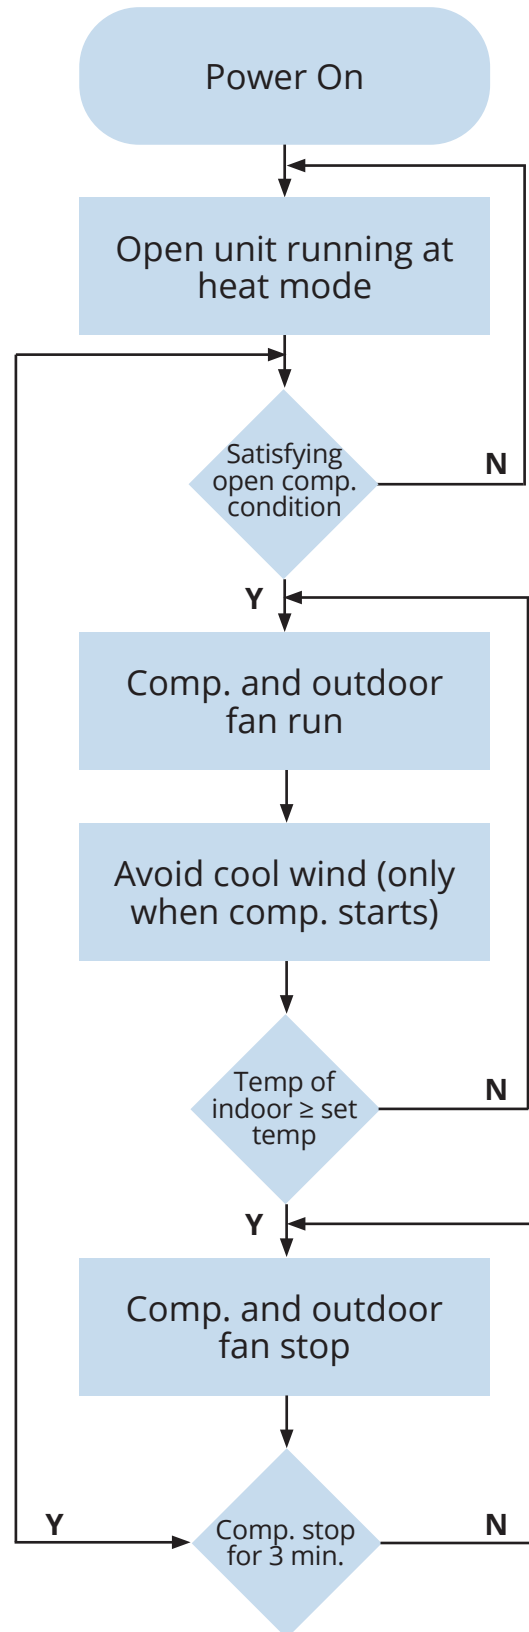 Power On
Open unit running at
heat mode
Satisfying
open comp.
condition
N
Y
Comp. and outdoor
fan run
Avoid cool wind (only
when comp. starts)
Temp of
indoor ≥ set
temp
N
Y
Comp. and outdoor
fan stop
Y
Comp. stop
for 3 min.
N